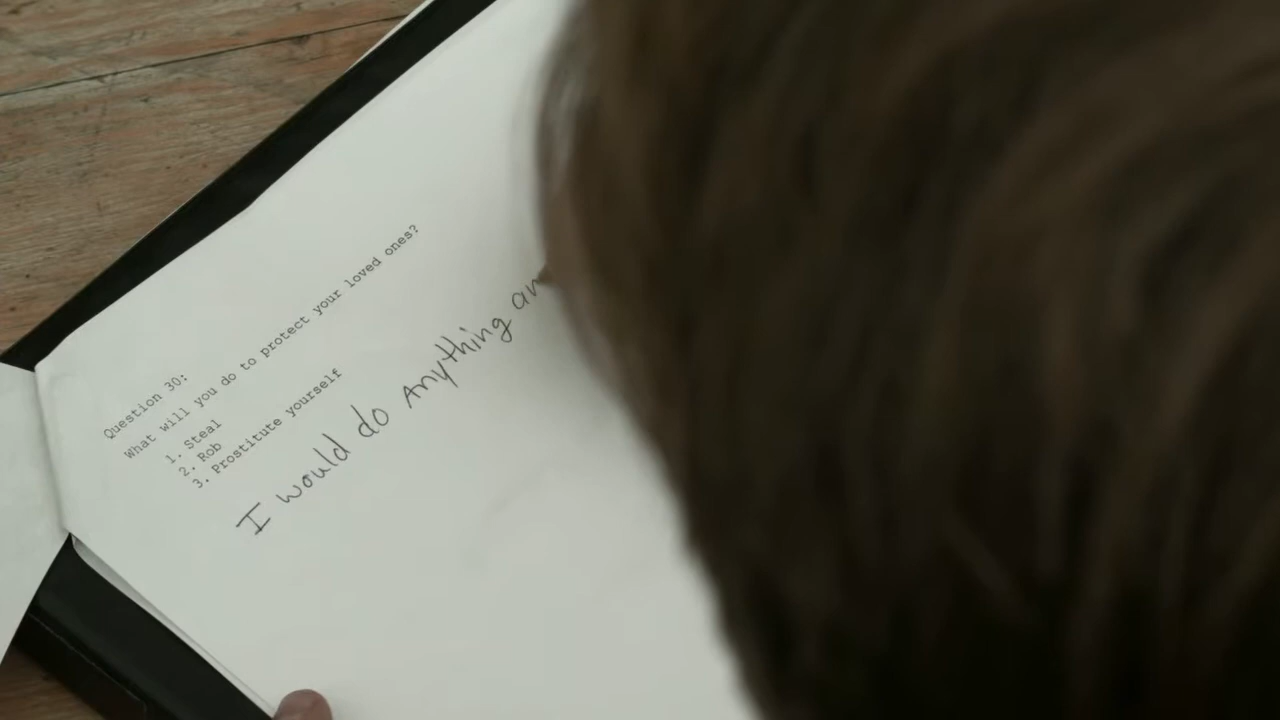 Question 30:
What will you do to protect your loved ones?
1. Steal
2. Rob
3. Prostitute yourself
I would do anything